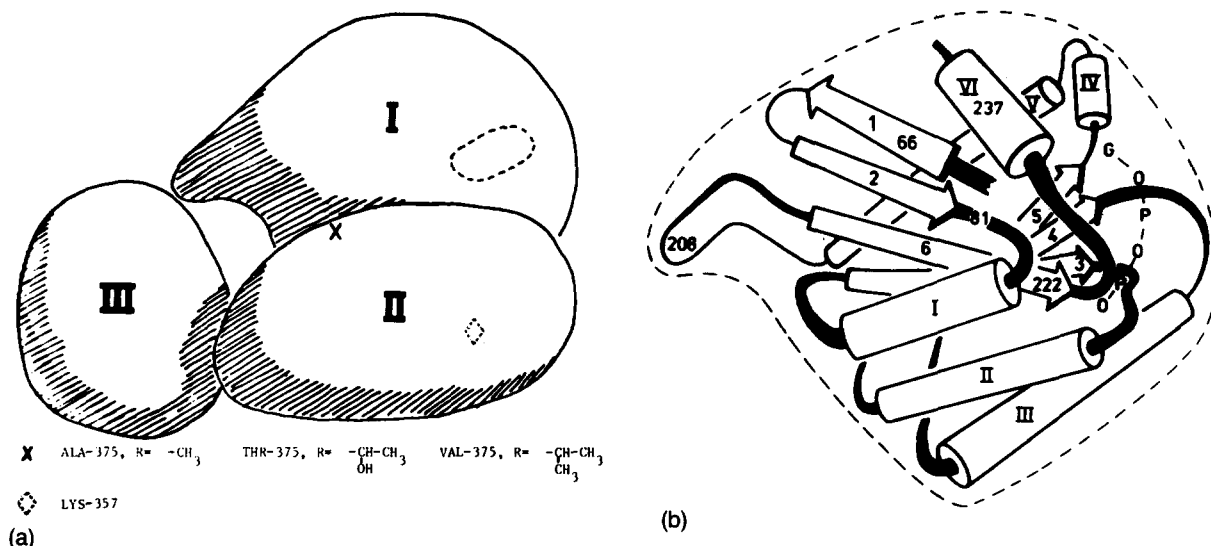 I
X
III
II
X ALA-375, R= -CH3 THR-375, R= -CH-CH3 VAL-375, R= -CH-CH3
OH CH3
LYS-357
(a)
VI
237
V
IV
1
66
G
2
O
81
5
P
4
208
6
O
3
222
P
O
I
II
III
(b)